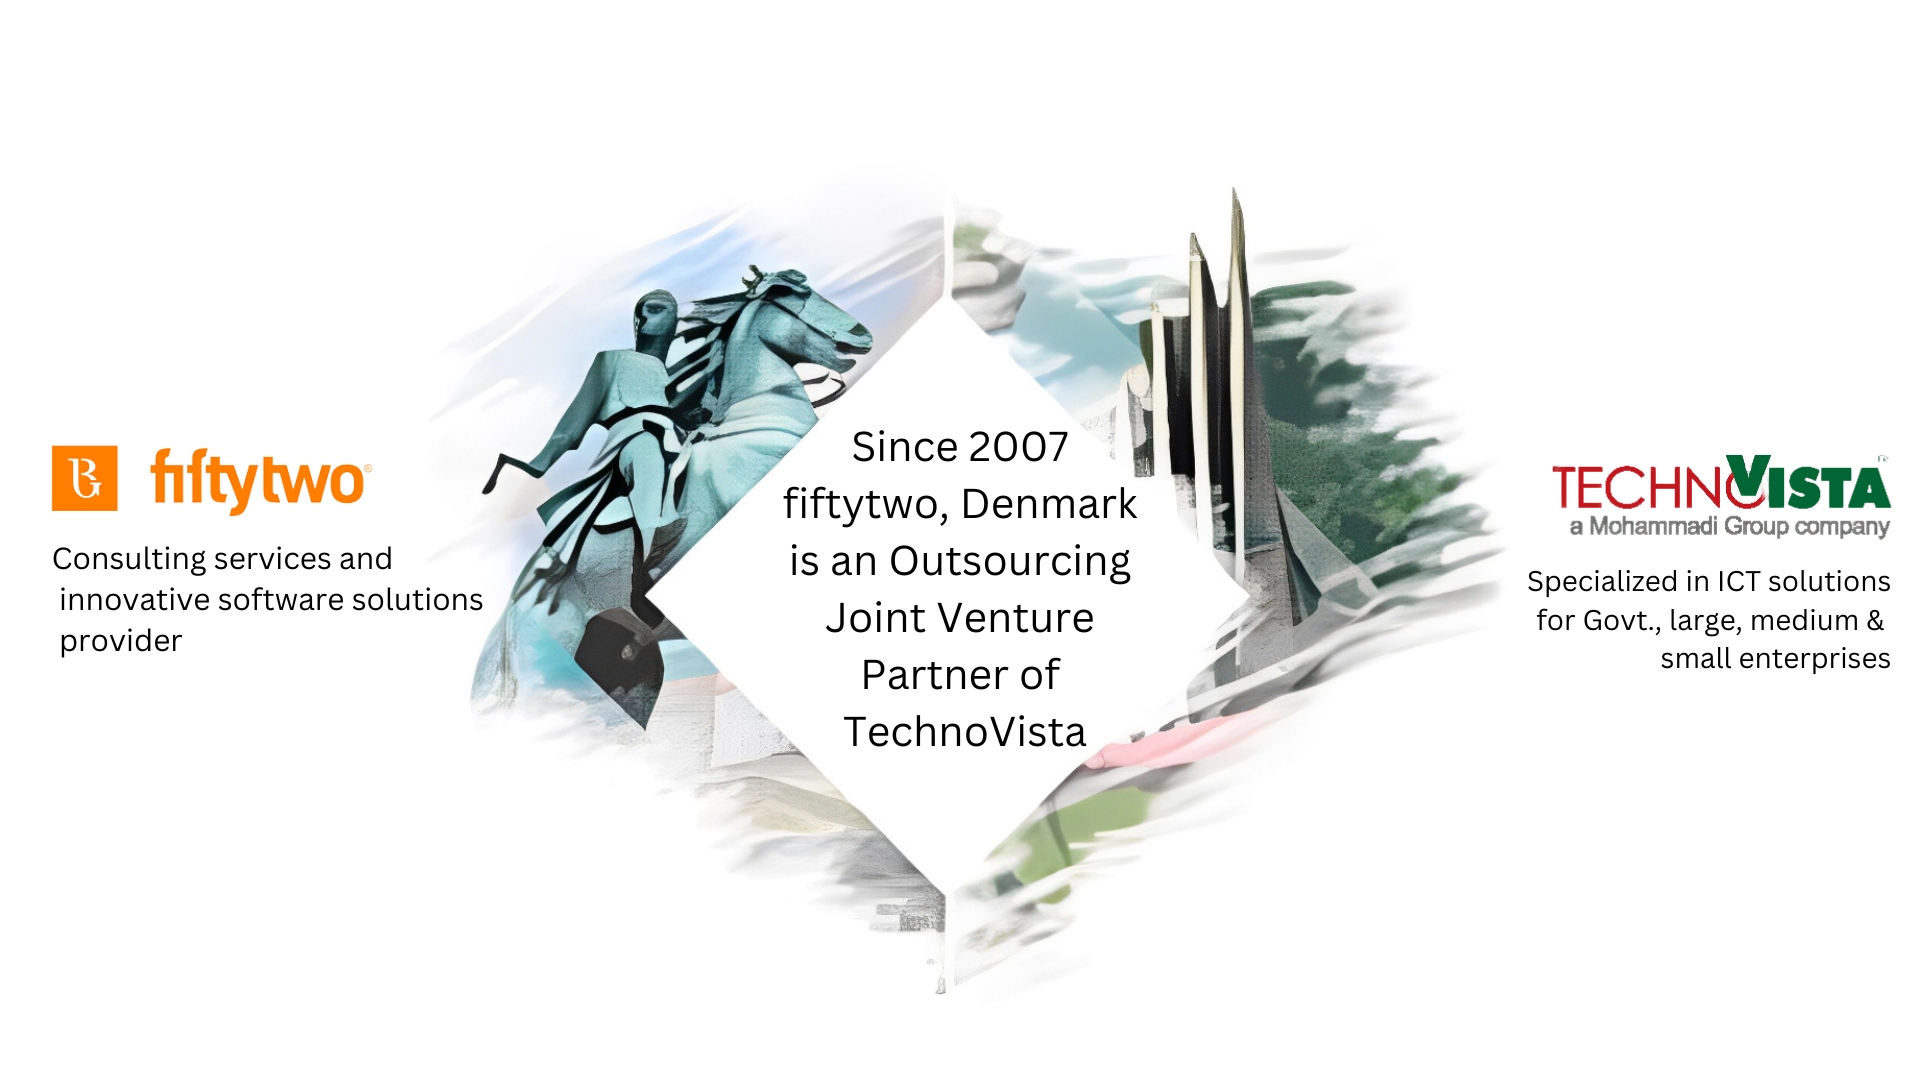 fiftytwo®
Consulting services and
innovative software solutions
provider
Since 2007
fiftytwo, Denmark
is an Outsourcing
Joint Venture
Partner of
TechnoVista
TECHNOVISTA
a Mohammadi Group company
Specialized in ICT solutions
for Govt., large, medium &
small enterprises